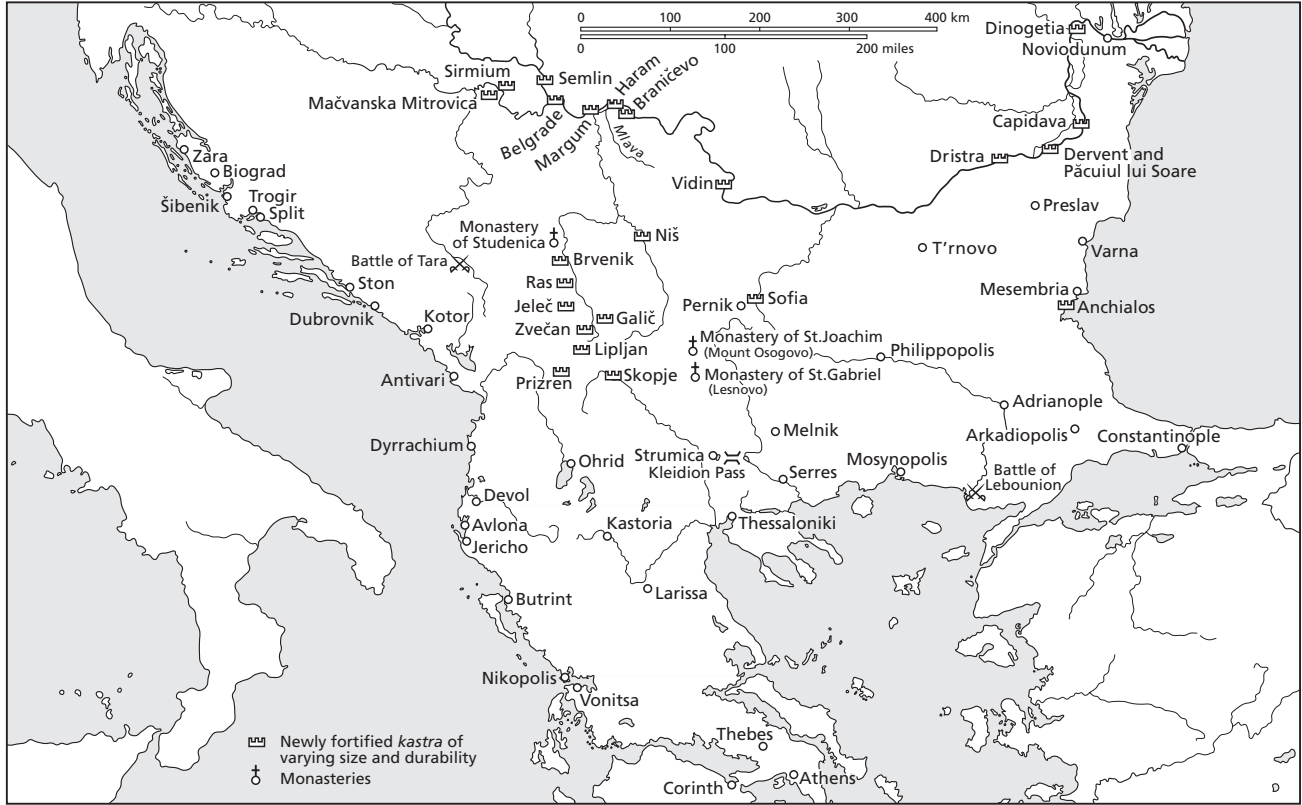 0 100 200 300 400 km
0 100 200 miles
Dinogetia
Noviodunum
Sirmium
Semlin
Haram
Braničevo
Mačvanska Mitrovica
Belgrade
Margum
Mlava
Capidava
Zara
Biograd
Dristra
Dervent and
Păcuiul lui Soare
Vidin
Šibenik
Trogir
Split
Preslav
Monastery
of Studenica
Niš
T’rnovo
Varna
Battle of Tara
Brvenik
Ston
Ras
Mesembria
Dubrovnik
Jeleč
Pernik
Sofia
Anchialos
Kotor
Galič
Zvečan
Monastery of St.Joachim
(Mount Osogovo)
Lipljan
Philippopolis
Antivari
Prizren
Skopje
Monastery of St.Gabriel
(Lesnovo)
Adrianople
Melnik
Arkadiopolis
Constantinople
Dyrrachium
Ohrid
Strumica
Kleidion Pass
Serres
Mosynopolis
Battle of
Lebounion
Devol
Avlona
Kastoria
Thessaloniki
Jericho
Butrint
Larissa
Nikopolis
Vonitsa
Thebes
Newly fortified kastra of
varying size and durability
Monasteries
Corinth
Athens